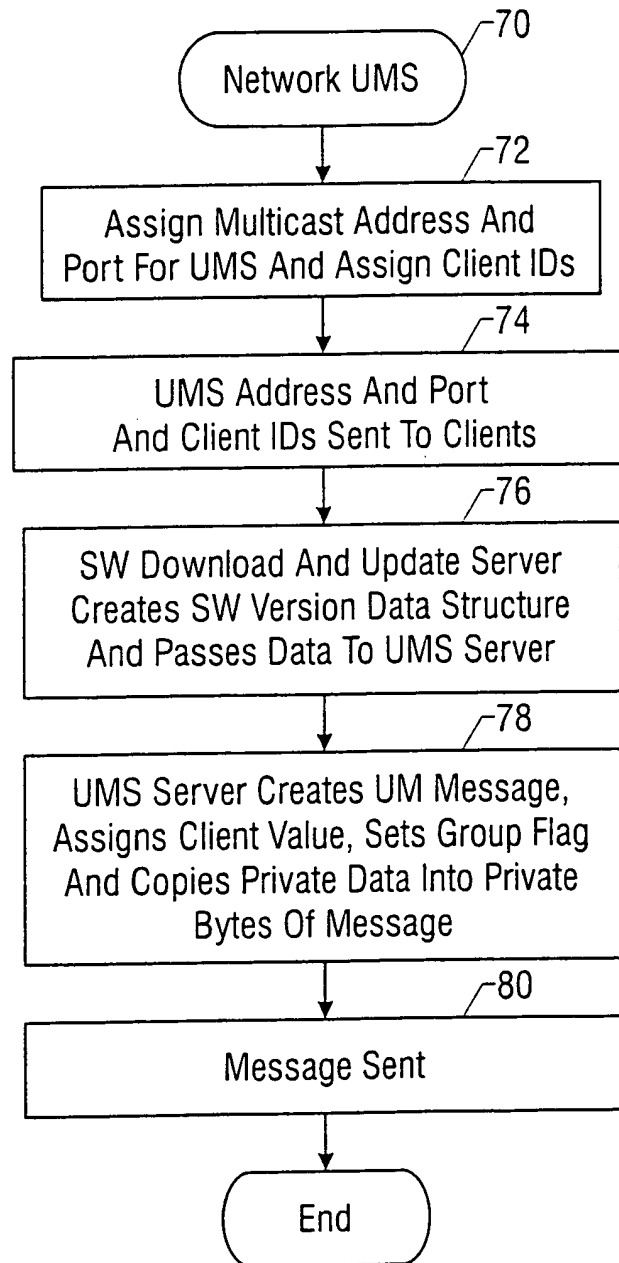 70
Network UMS
72
Assign Multicast Address And
Port For UMS And Assign Client IDs
74
UMS Address And Port
And Client IDs Sent To Clients
76
SW Download And Update Server
Creates SW Version Data Structure
And Passes Data To UMS Server
78
UMS Server Creates UM Message,
Assigns Client Value, Sets Group Flag
And Copies Private Data Into Private
Bytes Of Message
80
Message Sent
End